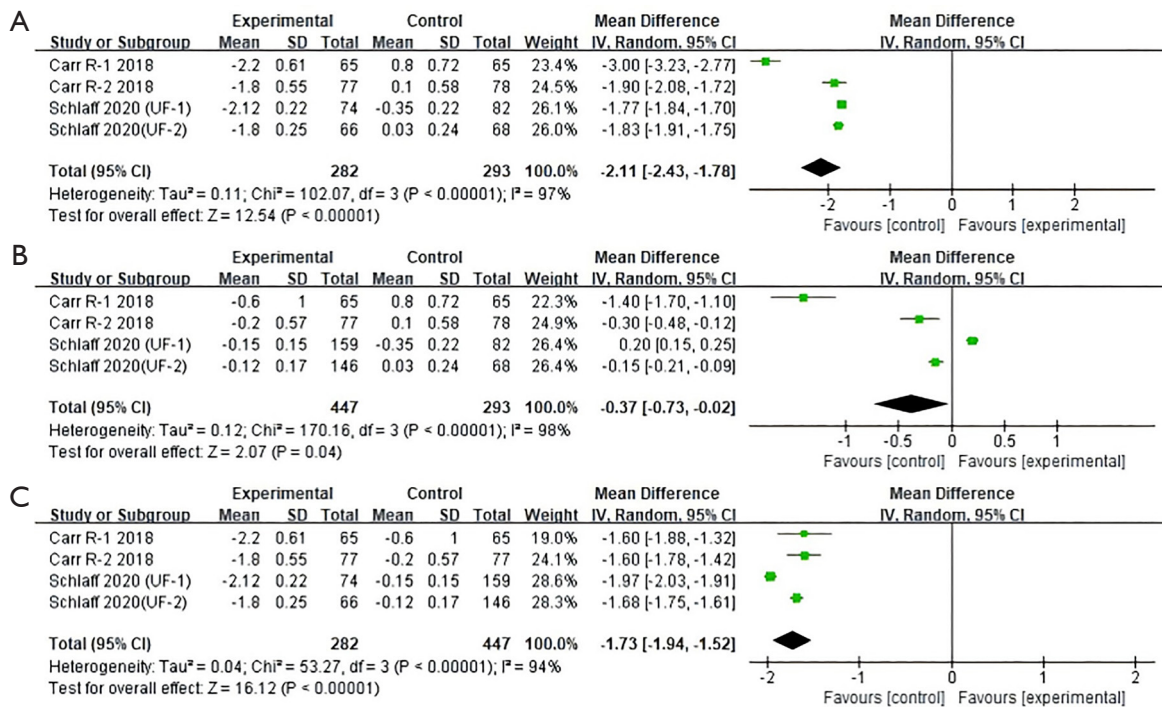 A
Experimental Control Mean Difference Mean Difference
Study or Subgroup Mean SD Total Mean SD Total Weight IV, Random, 95% CI IV, Random, 95% CI
Carr R-1 2018 -2.2 0.61 65 0.8 0.72 65 23.4% -3.00 [-3.23, -2.77]
Carr R-2 2018 -1.8 0.55 77 0.1 0.58 78 24.5% -1.90 [-2.08, -1.72]
Schlaff 2020 (UF-1) -2.12 0.22 74 -0.35 0.22 82 26.1% -1.77 [-1.84, -1.70]
Schlaff 2020(UF-2) -1.8 0.25 66 0.03 0.24 68 26.0% -1.83 [-1.91, -1.75]
Total (95% CI) 282 293 100.0% -2.11 [-2.43, -1.78]
Heterogeneity: Tau² = 0.11; Chi² = 102.07, df = 3 (P < 0.00001); I² = 97%
Test for overall effect: Z = 12.54 (P < 0.00001)
-2 -1 0 1 2
Favours [control] Favours [experimental]
B
Experimental Control Mean Difference Mean Difference
Study or Subgroup Mean SD Total Mean SD Total Weight IV, Random, 95% CI IV, Random, 95% CI
Carr R-1 2018 -0.6 1 65 0.8 0.72 65 22.3% -1.40 [-1.70, -1.10]
Carr R-2 2018 -0.2 0.57 77 0.1 0.58 78 24.9% -0.30 [-0.48, -0.12]
Schlaff 2020 (UF-1) -0.15 0.15 159 -0.35 0.22 82 26.4% 0.20 [0.15, 0.25]
Schlaff 2020(UF-2) -0.12 0.17 146 0.03 0.24 68 26.4% -0.15 [-0.21, -0.09]
Total (95% CI) 447 293 100.0% -0.37 [-0.73, -0.02]
Heterogeneity: Tau² = 0.12; Chi² = 170.16, df = 3 (P < 0.00001); I² = 98%
Test for overall effect: Z = 2.07 (P = 0.04)
-1 -0.5 0 0.5 1
Favours [control] Favours [experimental]
C
Experimental Control Mean Difference Mean Difference
Study or Subgroup Mean SD Total Mean SD Total Weight IV, Random, 95% CI IV, Random, 95% CI
Carr R-1 2018 -2.2 0.61 65 -0.6 1 65 19.0% -1.60 [-1.88, -1.32]
Carr R-2 2018 -1.8 0.55 77 -0.2 0.57 77 24.1% -1.60 [-1.78, -1.42]
Schlaff 2020 (UF-1) -2.12 0.22 74 -0.15 0.15 159 28.6% -1.97 [-2.03, -1.91]
Schlaff 2020(UF-2) -1.8 0.25 66 -0.12 0.17 146 28.3% -1.68 [-1.75, -1.61]
Total (95% CI) 282 447 100.0% -1.73 [-1.94, -1.52]
Heterogeneity: Tau² = 0.04; Chi² = 53.27, df = 3 (P < 0.00001); I² = 94%
Test for overall effect: Z = 16.12 (P < 0.00001)
-2 -1 0 1 2
Favours [control] Favours [experimental]